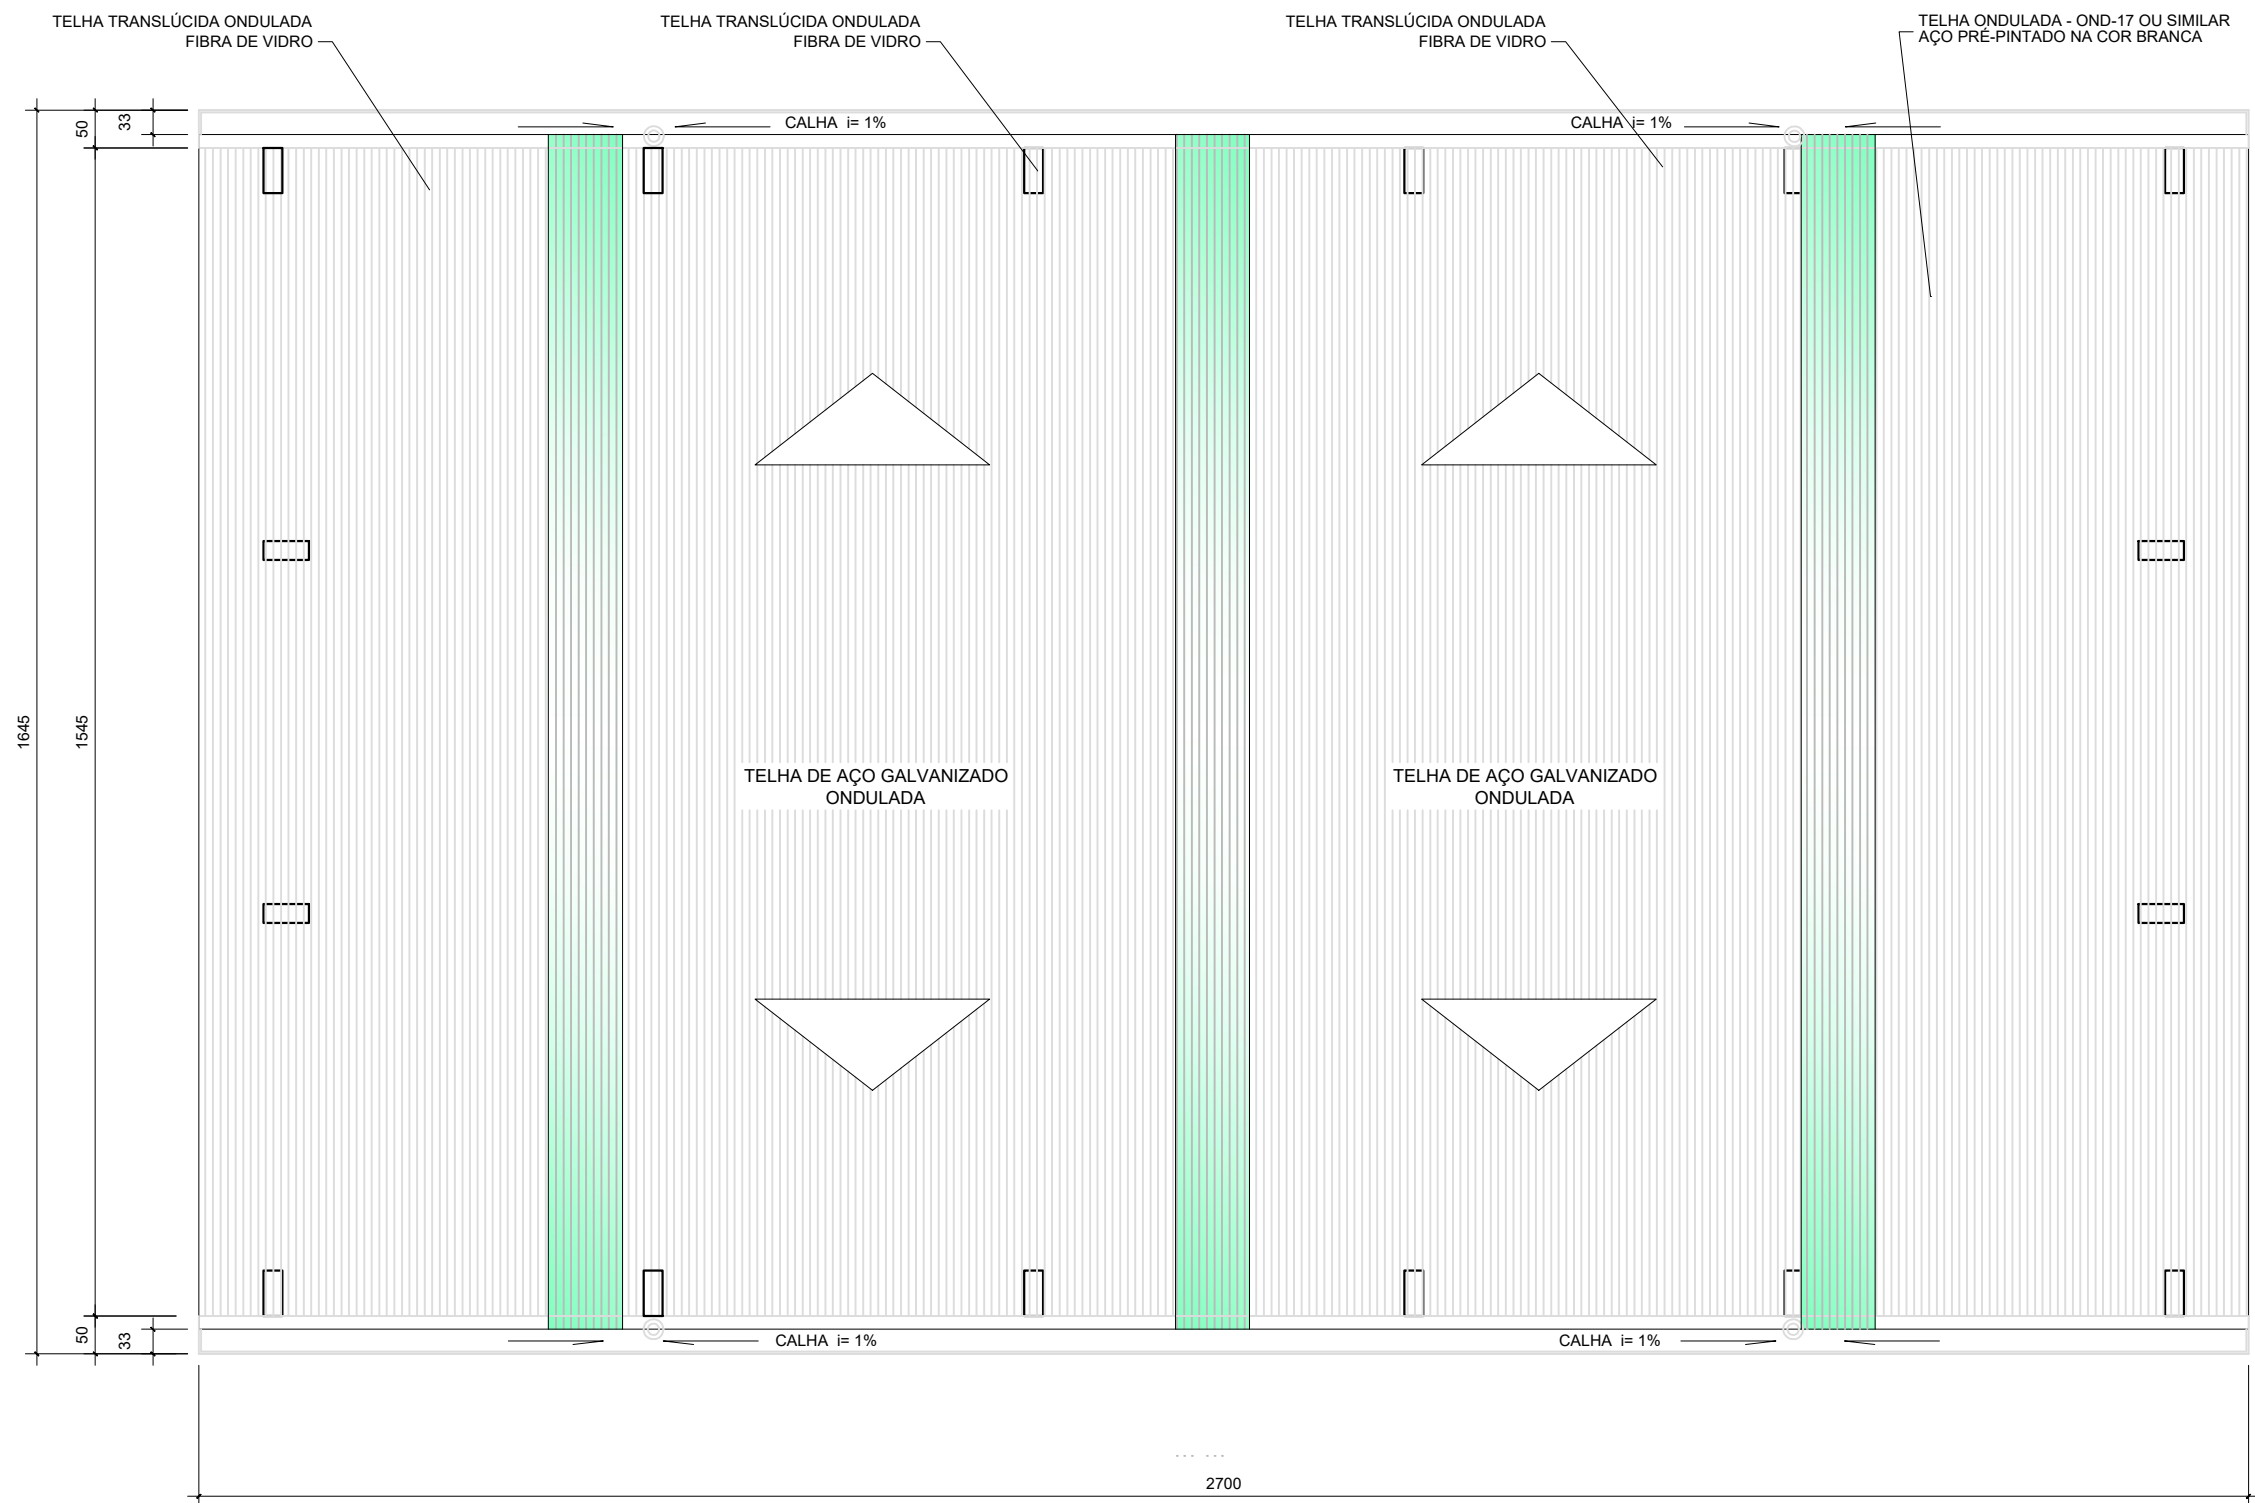 TELHA TRANSLÚCIDA ONDULADA
FIBRA DE VIDRO
TELHA TRANSLÚCIDA ONDULADA
FIBRA DE VIDRO
TELHA TRANSLÚCIDA ONDULADA
FIBRA DE VIDRO
TELHA ONDULADA - OND-17 OU SIMILAR
AÇO PRÉ-PINTADO NA COR BRANCA
50
33
CALHA i= 1%
CALHA i= 1%
1645
1545
TELHA DE AÇO GALVANIZADO
ONDULADA
TELHA DE AÇO GALVANIZADO
ONDULADA
50
33
CALHA i= 1%
CALHA i= 1%
2700